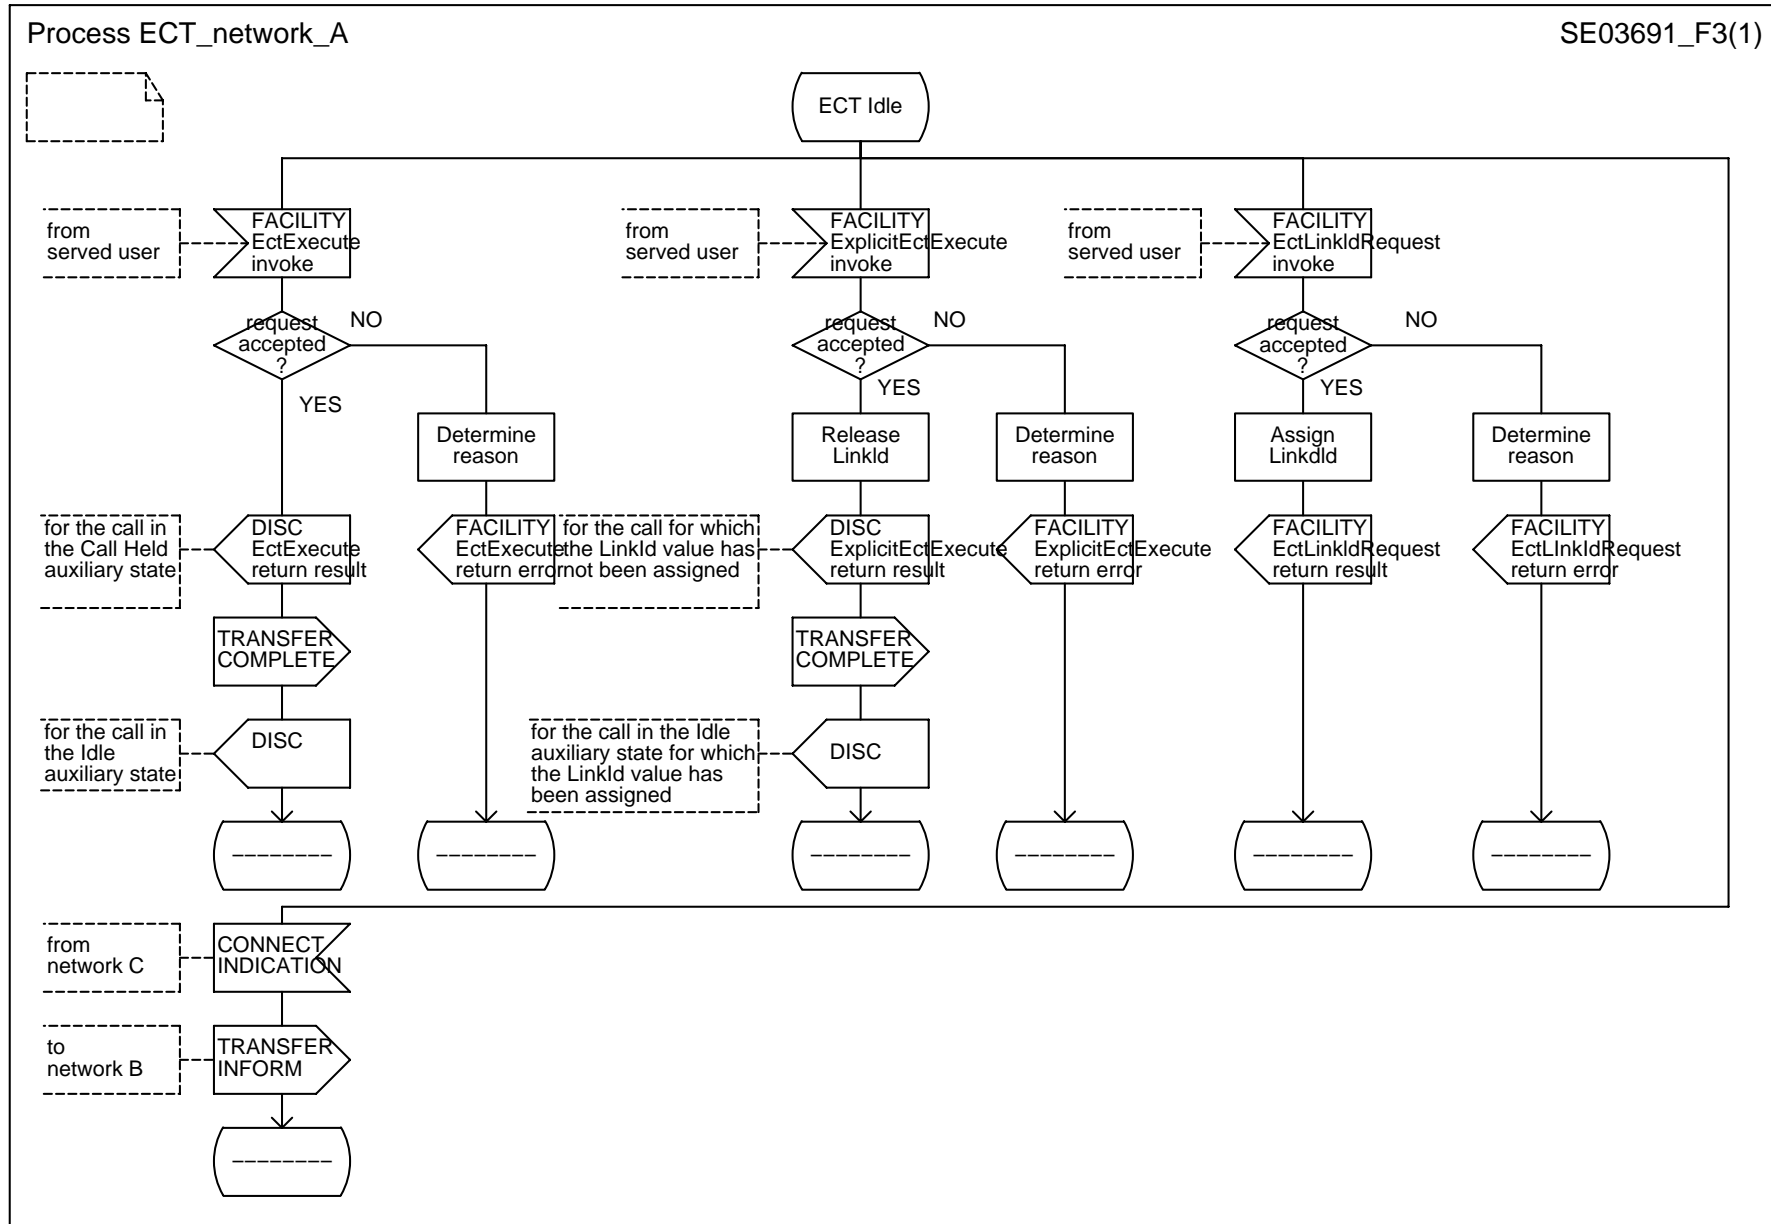 Process ECT_network_A
SE03691_F3(1)
ECT Idle
from
served user
FACILITY
EctExecute
invoke
from
served user
FACILITY
ExplicitEctExecute
invoke
from
served user
FACILITY
EctLinkIdRequest
invoke
request
accepted
?
NO
YES
request
accepted
?
NO
YES
request
accepted
?
NO
YES
Determine
reason
Release
LinkId
Determine
reason
Assign
LinkdId
Determine
reason
for the call in
the Call Held
auxiliary state
DISC
EctExecute
return result
FACILITY
EctExecute
return error
for the call for which
the LinkId value has
not been assigned
DISC
ExplicitEctExecute
return result
FACILITY
ExplicitEctExecute
return error
FACILITY
EctLinkIdRequest
return result
FACILITY
EctLInkIdRequest
return error
TRANSFER
COMPLETE
TRANSFER
COMPLETE
for the call in
the Idle
auxiliary state
DISC
for the call in the Idle
auxiliary state for which
the LinkId value has
been assigned
DISC
from
network C
CONNECT
INDICATION
to
network B
TRANSFER
INFORM